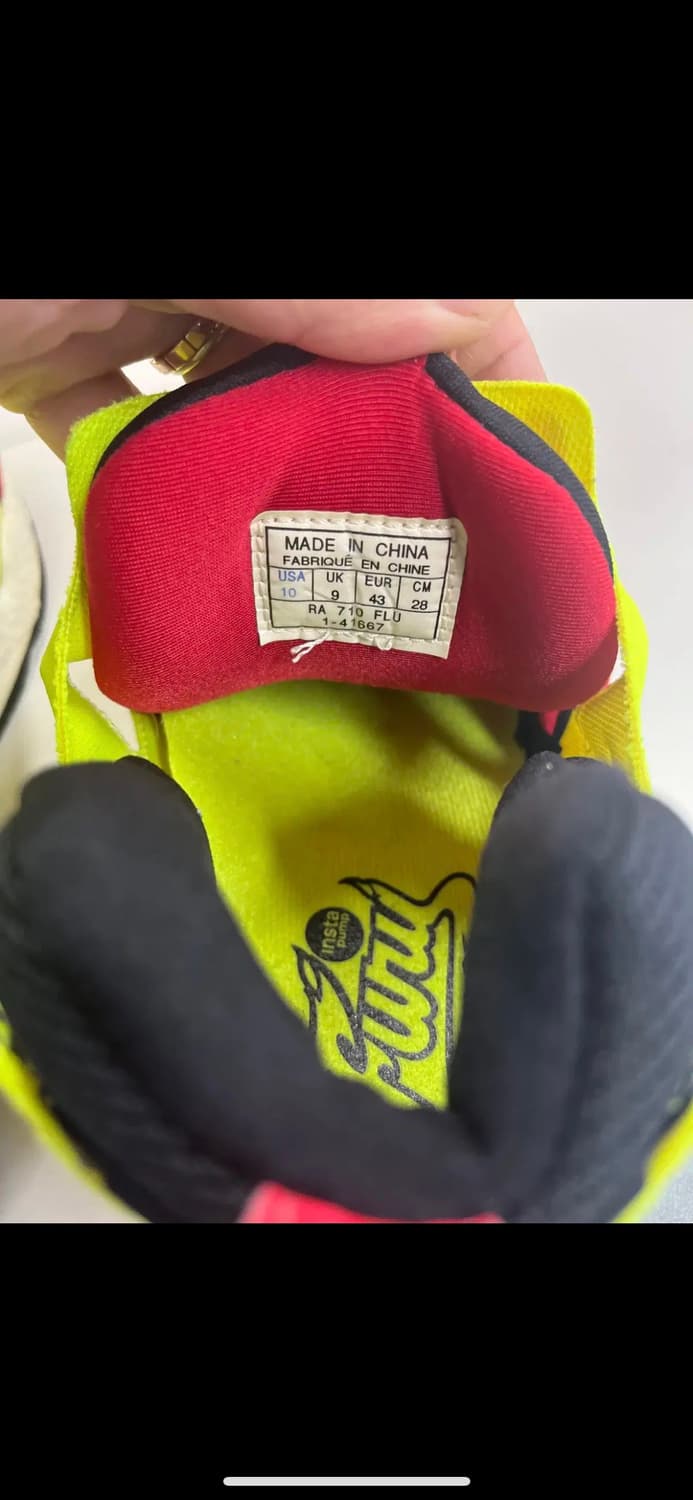 MADE IN CHINA
FABRIQUÉ EN CHINE
USA UK EUR CM
10 9 43 28
RA 710 FLU
1-41667
insta
pump
Fury